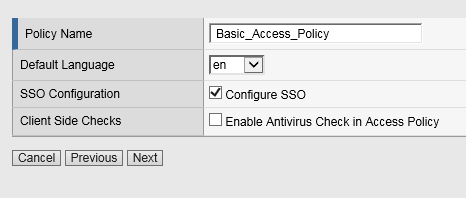 Policy Name Basic_Access_Policy
Default Language en
SSO Configuration Configure SSO
Client Side Checks Enable Antivirus Check in Access Policy
Cancel Previous Next